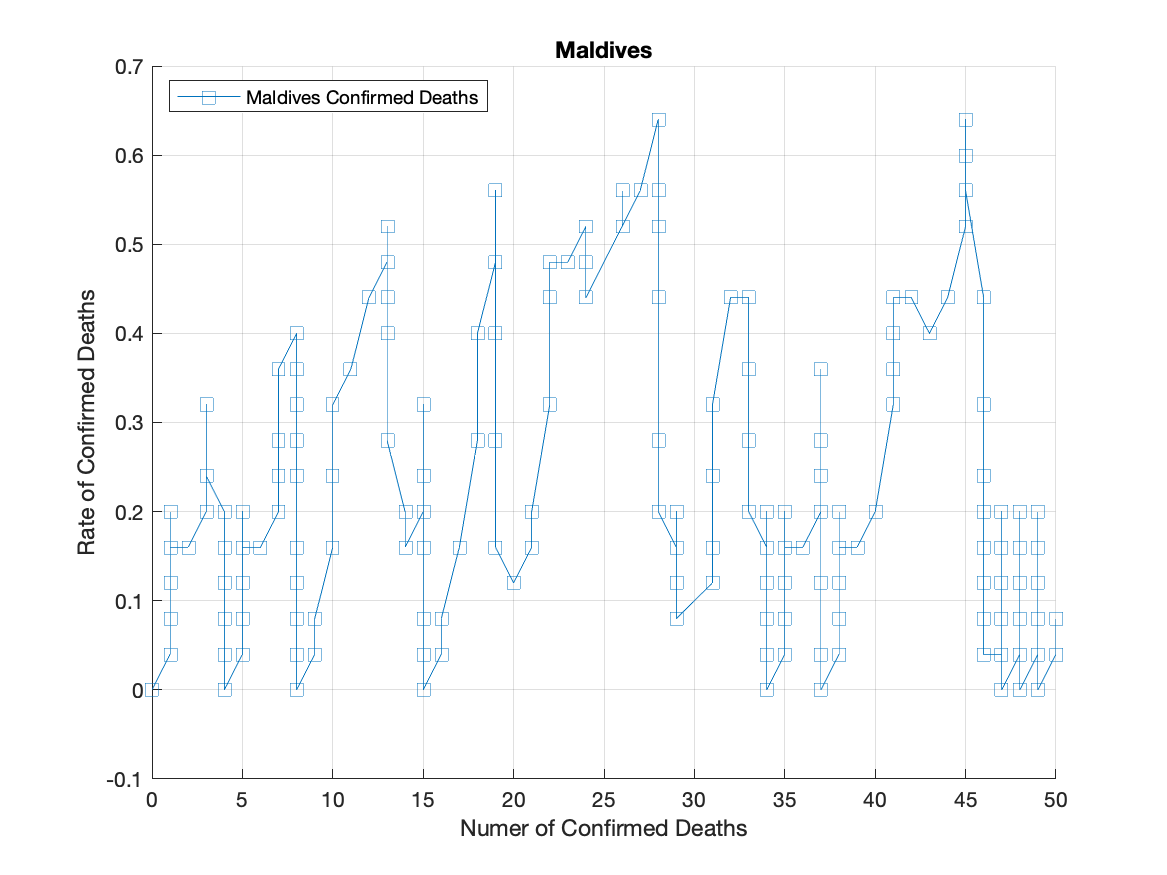 Maldives
Maldives Confirmed Deaths
0.7
0.6
0.5
0.4
0.3
0.2
0.1
0
-0.1
Rate of Confirmed Deaths
0 5 10 15 20 25 30 35 40 45 50
Numer of Confirmed Deaths